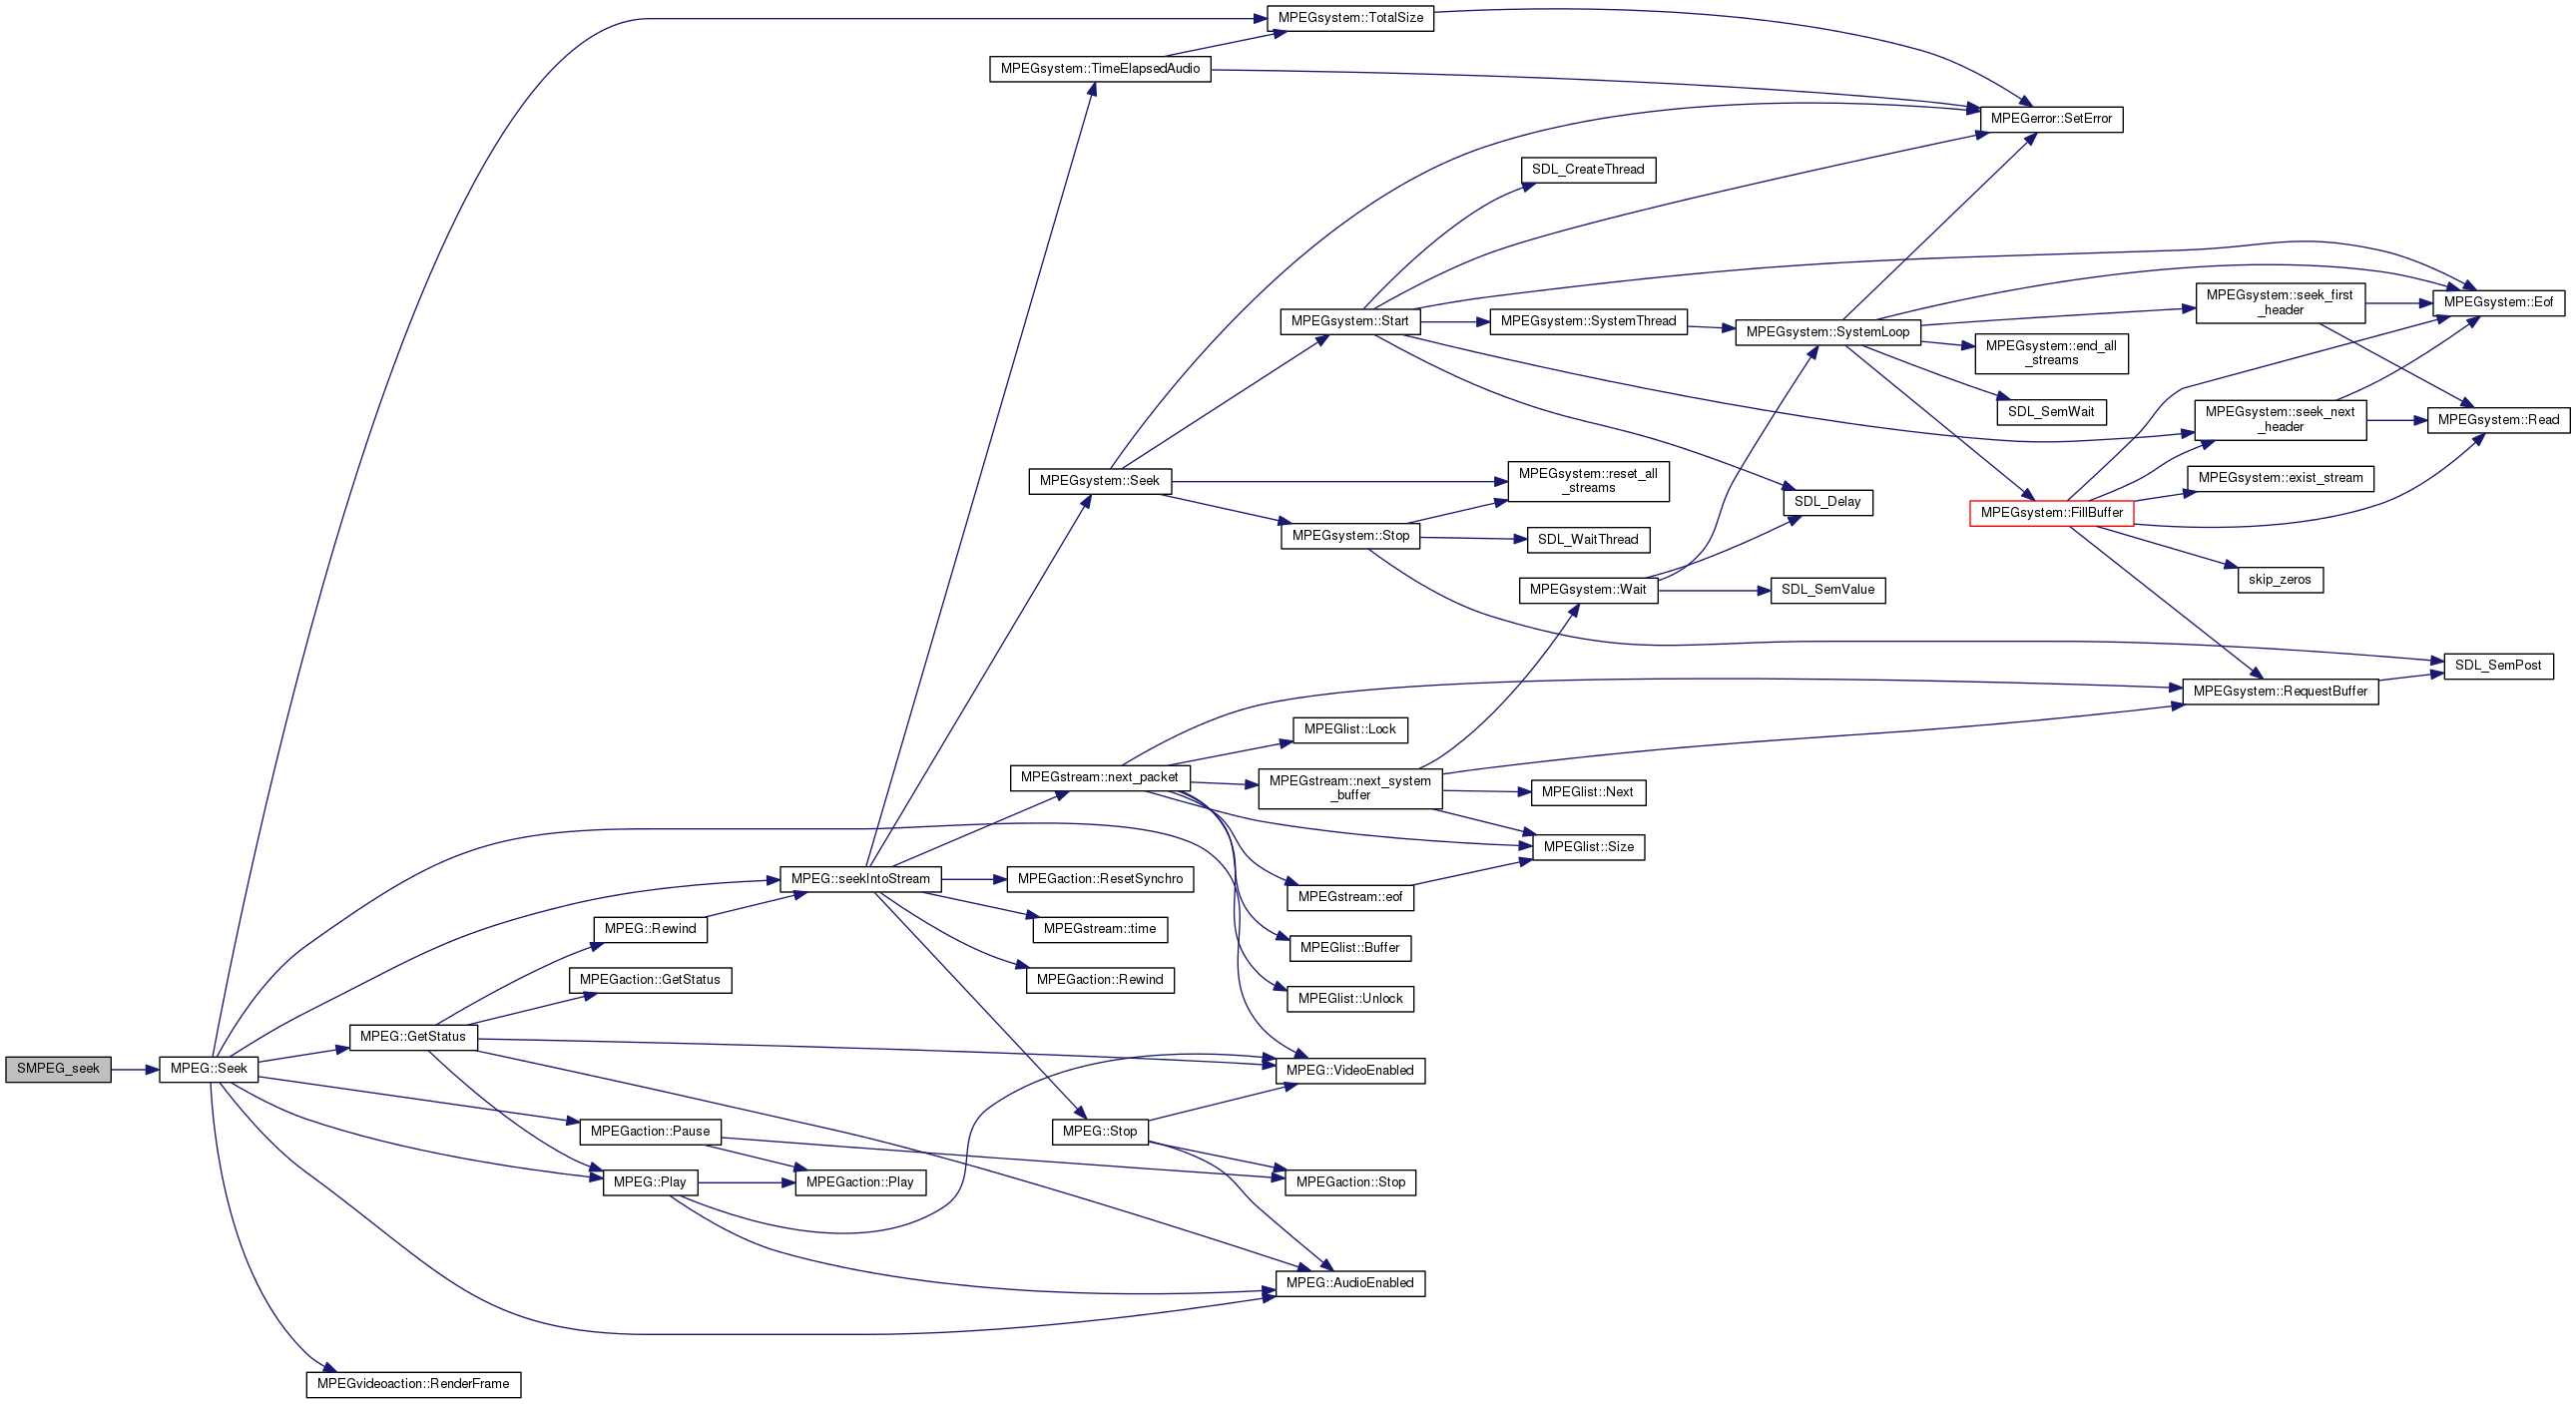 MPEGsystem::TotalSize
MPEGsystem::TimeElapsedAudio
MPEGerror::SetError
SDL_CreateThread
MPEGsystem::seek_first
_header
MPEGsystem::Eof
MPEGsystem::Start
MPEGsystem::SystemThread
MPEGsystem::SystemLoop
MPEGsystem::end_all
_streams
SDL_SemWait
MPEGsystem::seek_next
_header
MPEGsystem::Read
MPEGsystem::Seek
MPEGsystem::reset_all
_streams
MPEGsystem::exist_stream
SDL_Delay
MPEGsystem::FillBuffer
MPEGsystem::Stop
SDL_WaitThread
skip_zeros
MPEGsystem::Wait
SDL_SemValue
SDL_SemPost
MPEGsystem::RequestBuffer
MPEGlist::Lock
MPEGstream::next_packet
MPEGstream::next_system
_buffer
MPEGlist::Next
MPEGlist::Size
MPEG::seekIntoStream
MPEGaction::ResetSynchro
MPEGstream::eof
MPEG::Rewind
MPEGstream::time
MPEGlist::Buffer
MPEGaction::GetStatus
MPEGaction::Rewind
MPEGlist::Unlock
MPEG::GetStatus
SMPEG_seek
MPEG::Seek
MPEG::VideoEnabled
MPEGaction::Pause
MPEG::Stop
MPEG::Play
MPEGaction::Play
MPEGaction::Stop
MPEG::AudioEnabled
MPEGvideoaction::RenderFrame